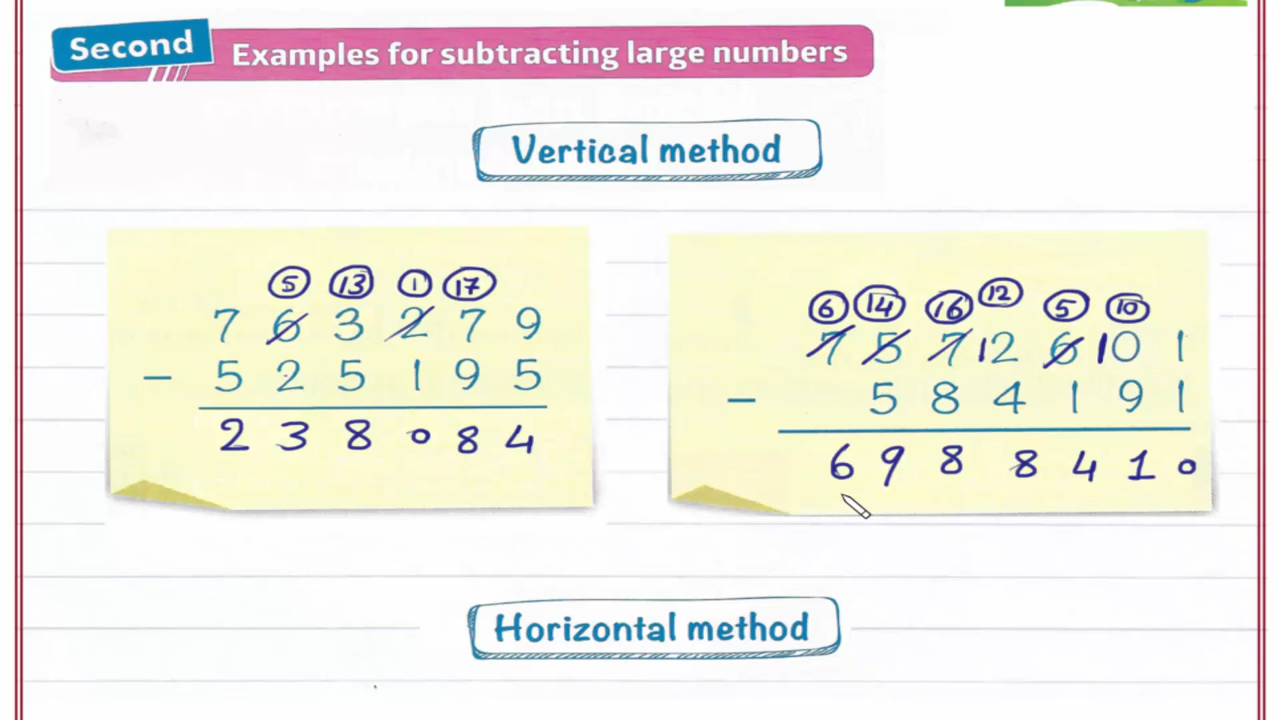 Second Examples for subtracting large numbers
Vertical method
5 13 1 17
7 6 3 2 7 9
− 5 2 5 1 9 5
2 3 8 0 8 4
6 14 16 12 5 10
7 5 7 12 6 10 1
− 5 8 4 1 9 1
6 9 8 8 4 1 0
Horizontal method